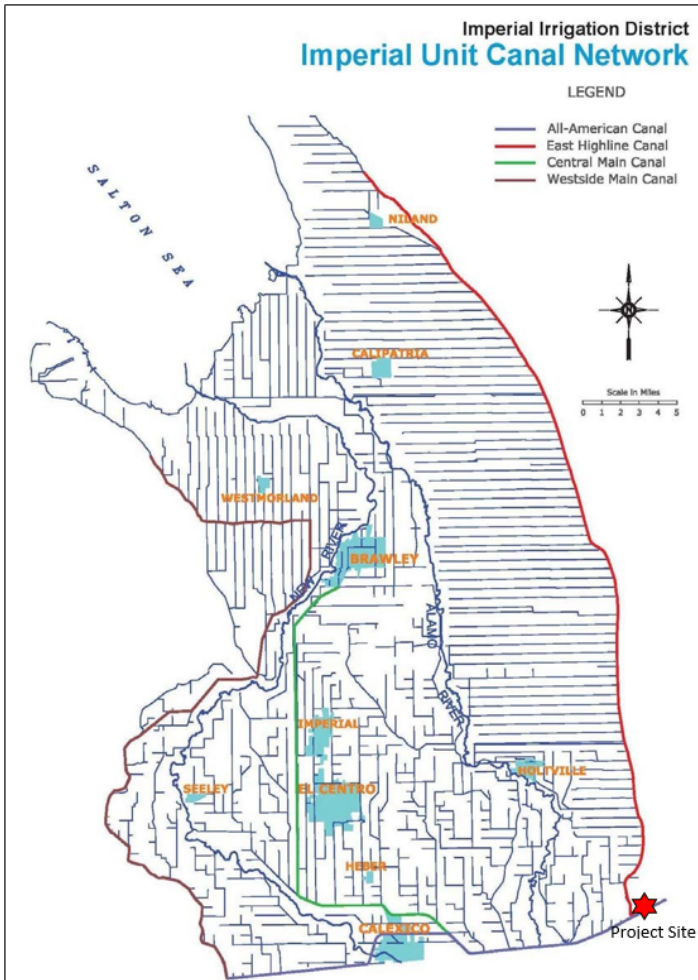 Imperial Irrigation District
Imperial Unit Canal Network
LEGEND
All-American Canal
East Highline Canal
Central Main Canal
Westside Main Canal
SALTON SEA
NILAND
N
CALIPATRIA
Scale In Miles
0 1 2 3 4 5
WESTMORLAND
NEW RIVER
BRAWLEY
ALAMO
RIVER
IMPERIAL
HOLTVILLE
SEELEY
EL CENTRO
HEBER
CALEXICO
Project Site